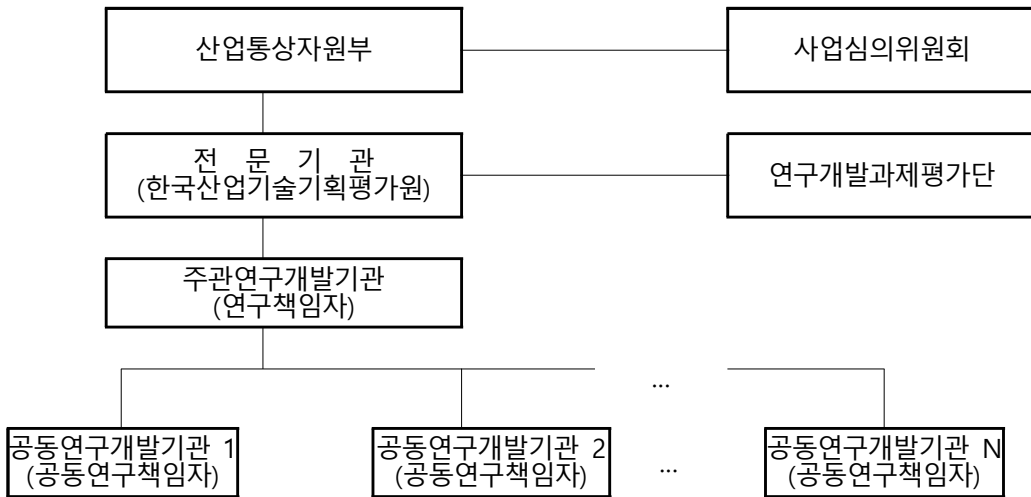 산업통상자원부
사업심의위원회
전 문 기 관
(한국산업기술기획평가원)
연구개발과제평가단
주관연구개발기관
(연구책임자)
...
공동연구개발기관 1
(공동연구책임자)
공동연구개발기관 2
(공동연구책임자)
...
공동연구개발기관 N
(공동연구책임자)